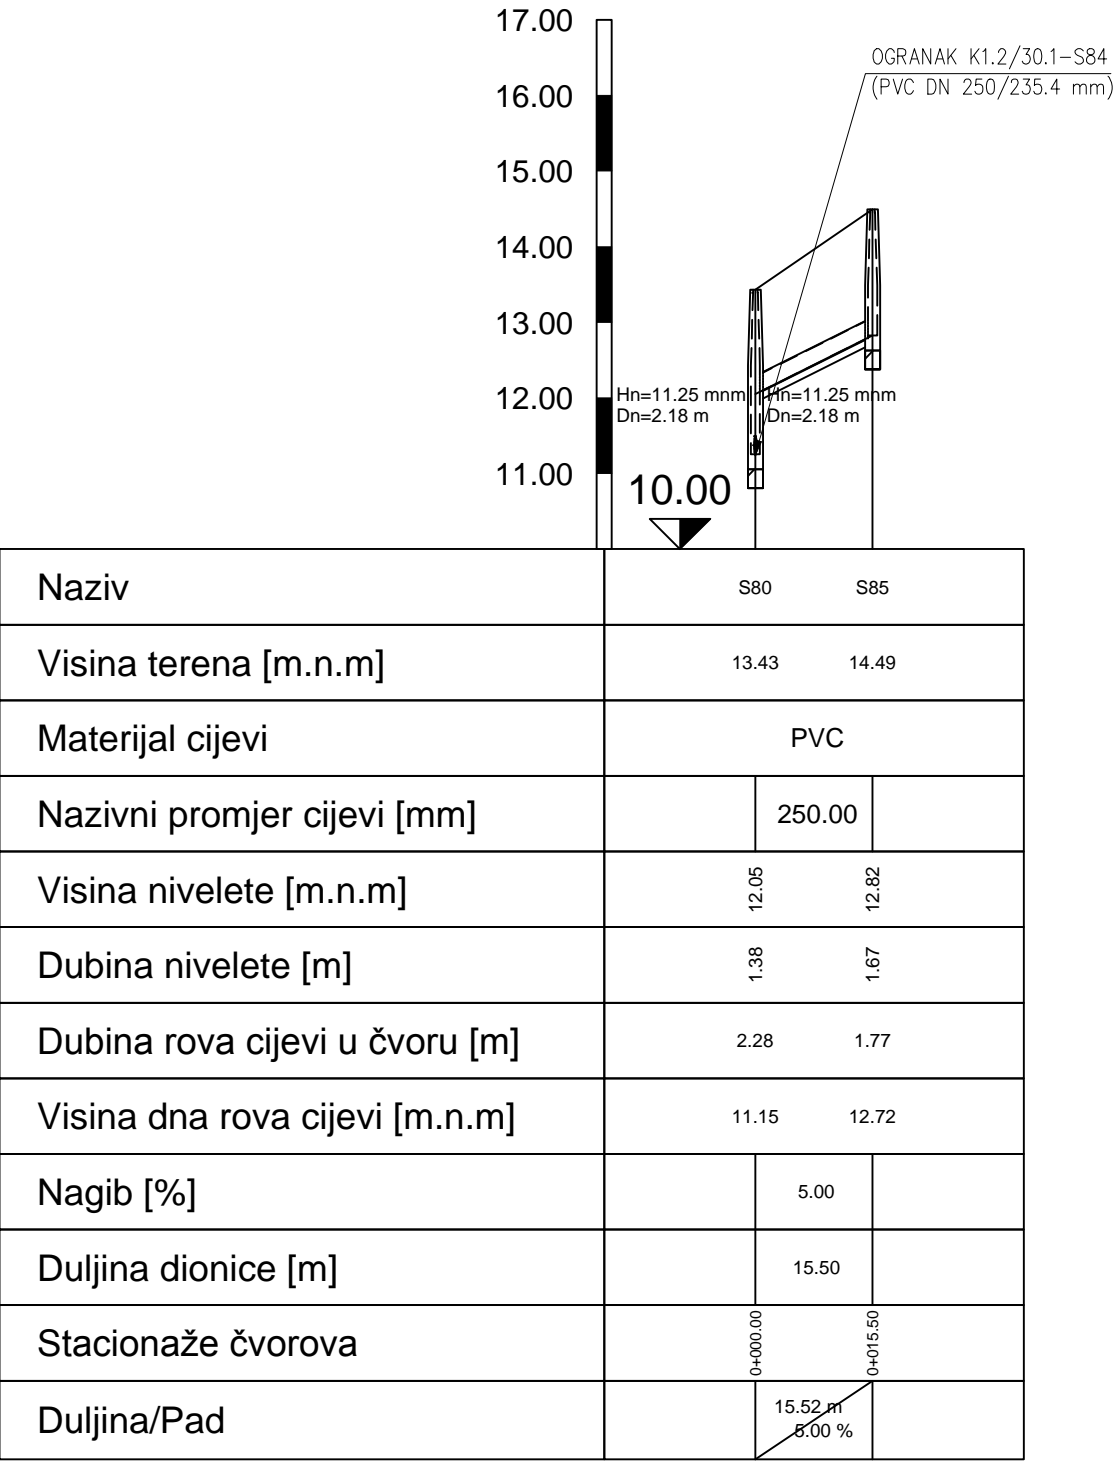 17.00
OGRANAK K1.2/30.1-S84
(PVC DN 250/235.4 mm)
16.00
15.00
14.00
13.00
12.00
Hn=11.25 mnm
Dn=2.18 m
Hn=11.25 mnm
Dn=2.18 m
11.00
10.00
Naziv S80 S85
Visina terena [m.n.m] 13.43 14.49
Materijal cijevi PVC
Nazivni promjer cijevi [mm] 250.00
Visina nivelete [m.n.m] 12.05 12.82
Dubina nivelete [m] 1.38 1.67
Dubina rova cijevi u čvoru [m] 2.28 1.77
Visina dna rova cijevi [m.n.m] 11.15 12.72
Nagib [%] 5.00
Duljina dionice [m] 15.50
Stacionaže čvorova 0+000.00 0+015.50
Duljina/Pad 15.52 m
5.00 %